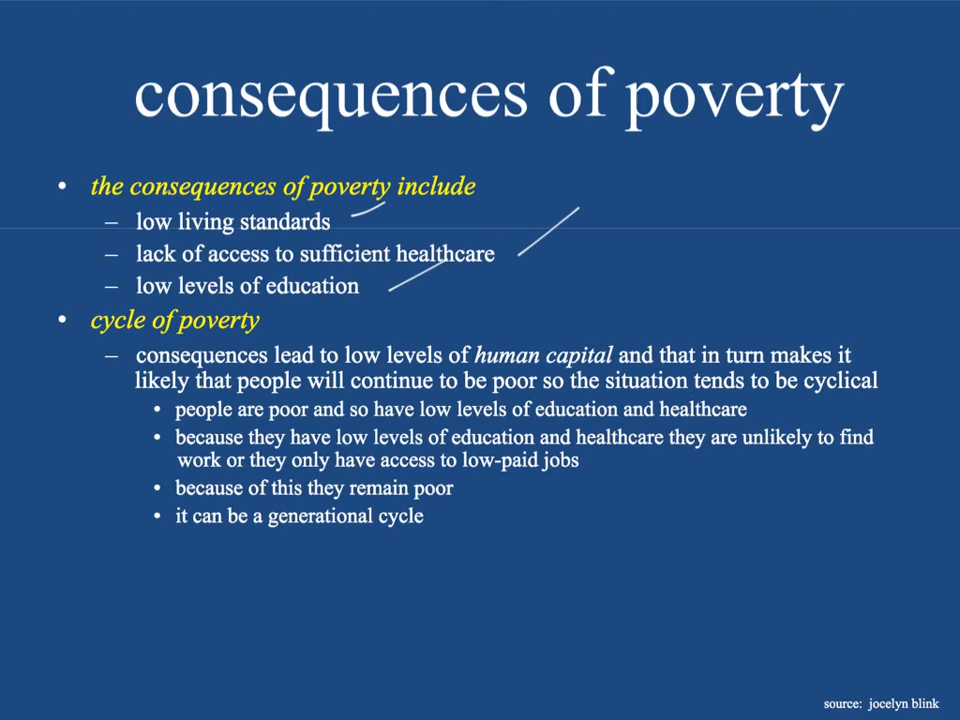 consequences of poverty
• the consequences of poverty include
– low living standards
– lack of access to sufficient healthcare
– low levels of education
• cycle of poverty
– consequences lead to low levels of human capital and that in turn makes it
likely that people will continue to be poor so the situation tends to be cyclical
• people are poor and so have low levels of education and healthcare
• because they have low levels of education and healthcare they are unlikely to find
work or they only have access to low-paid jobs
• because of this they remain poor
• it can be a generational cycle
source: jocelyn blink